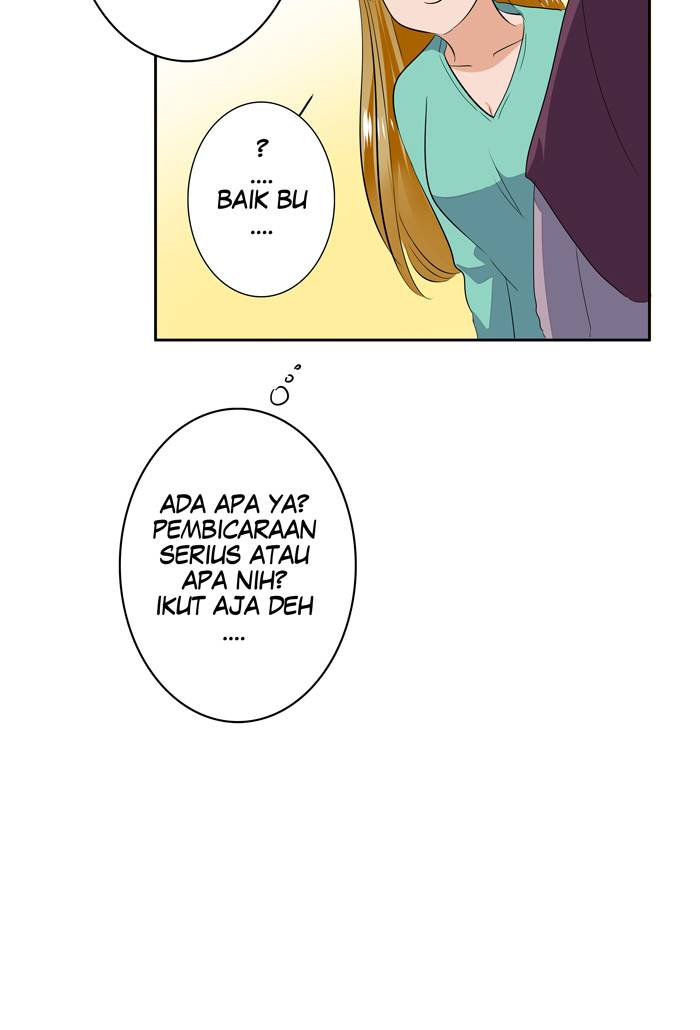 ?
....
BAIK BU
....
ADA APA YA?
PEMBICARAAN
SERIUS ATAU
APA NIH?
IKUT AJA DEH
....